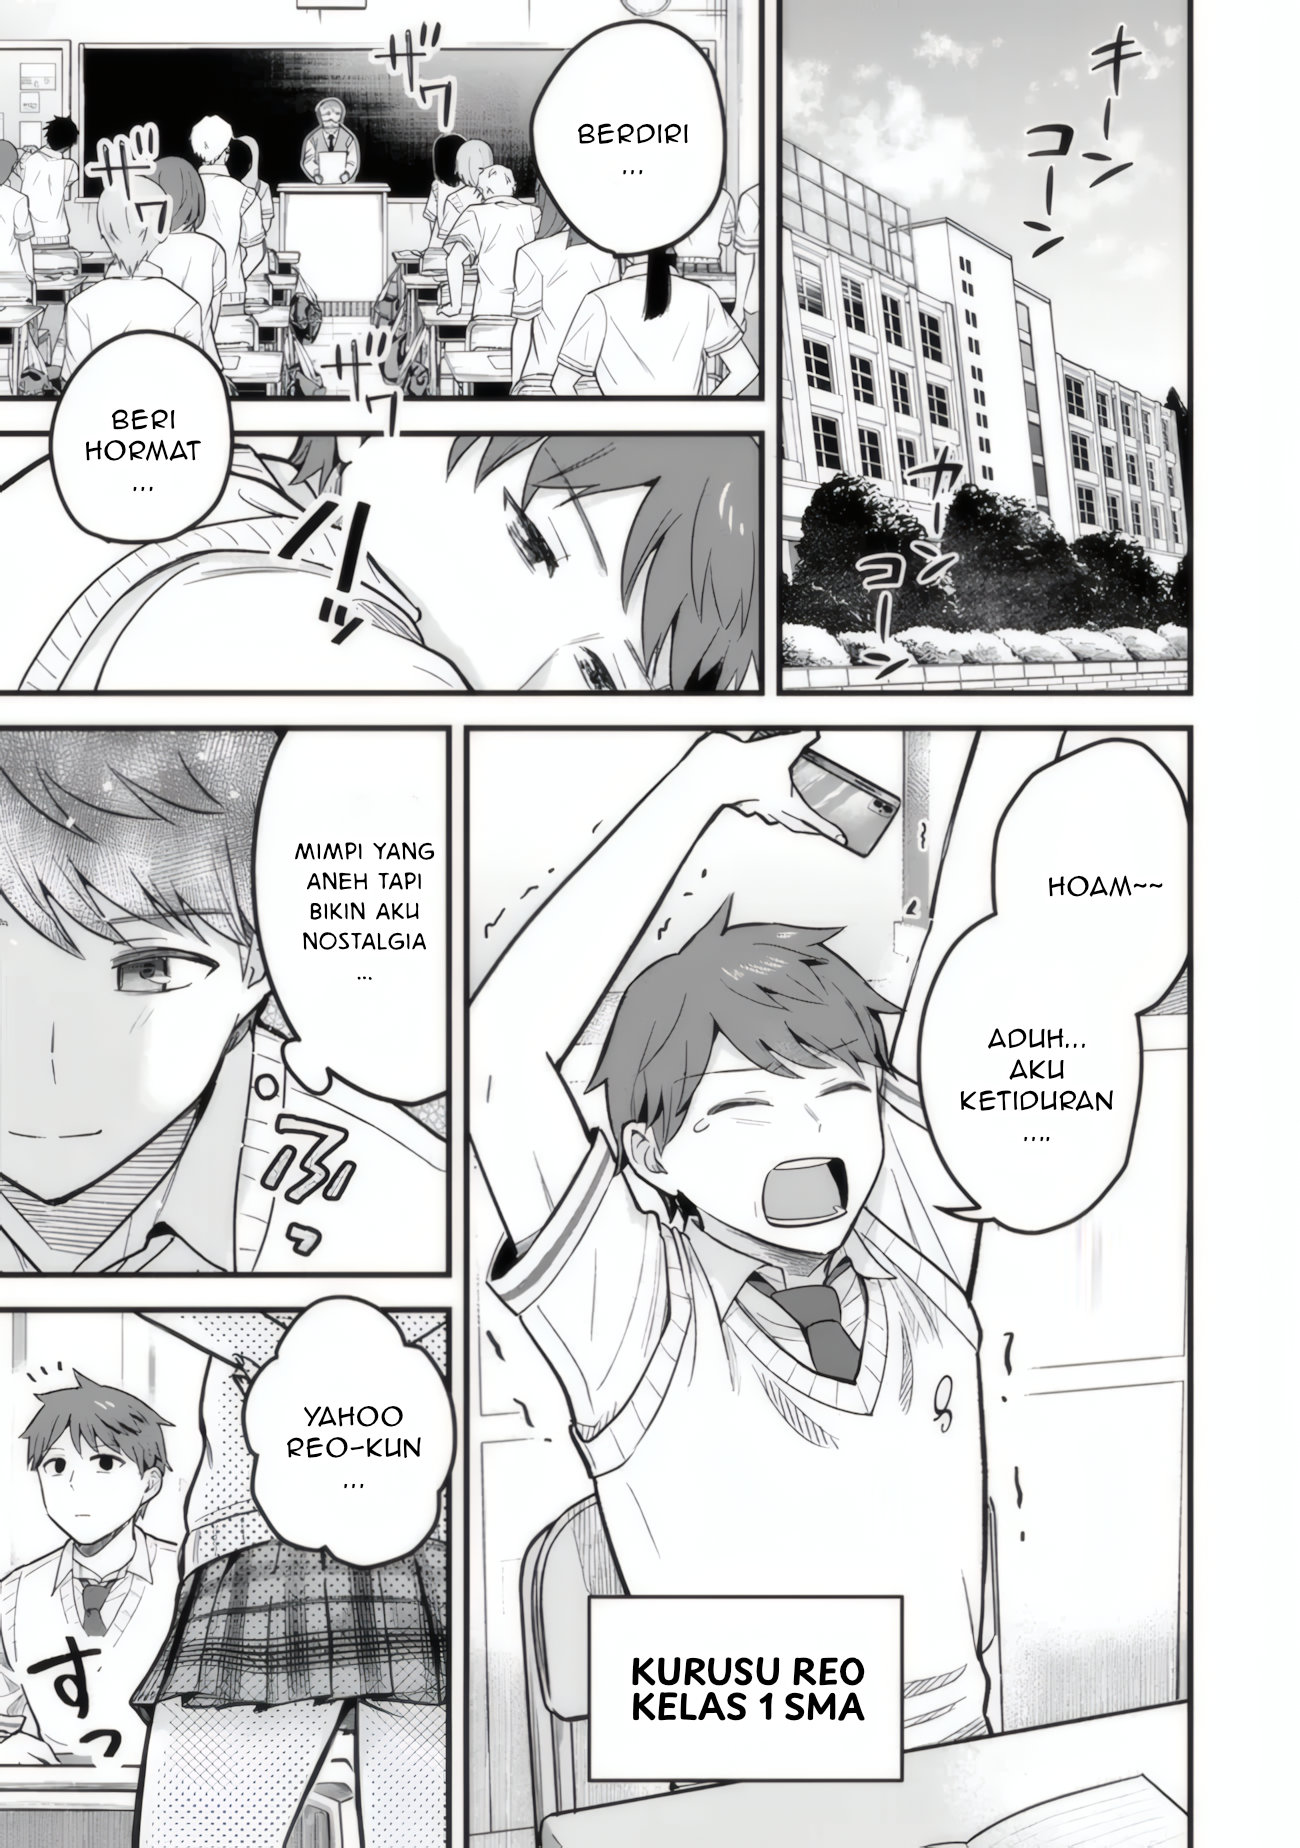 キーン
コーン
カーン
コーン
ザワ
BERDIRI
...
ザワ
ザワ
BERI
HORMAT
...
HOAM~~
ADUH...
AKU
KETIDURAN
....
KURUSU REO
KELAS 1 SMA
MIMPI YANG
ANEH TAPI
BIKIN AKU
NOSTALGIA
...
ふっ
YAHOO
REO-KUN
...
すっ